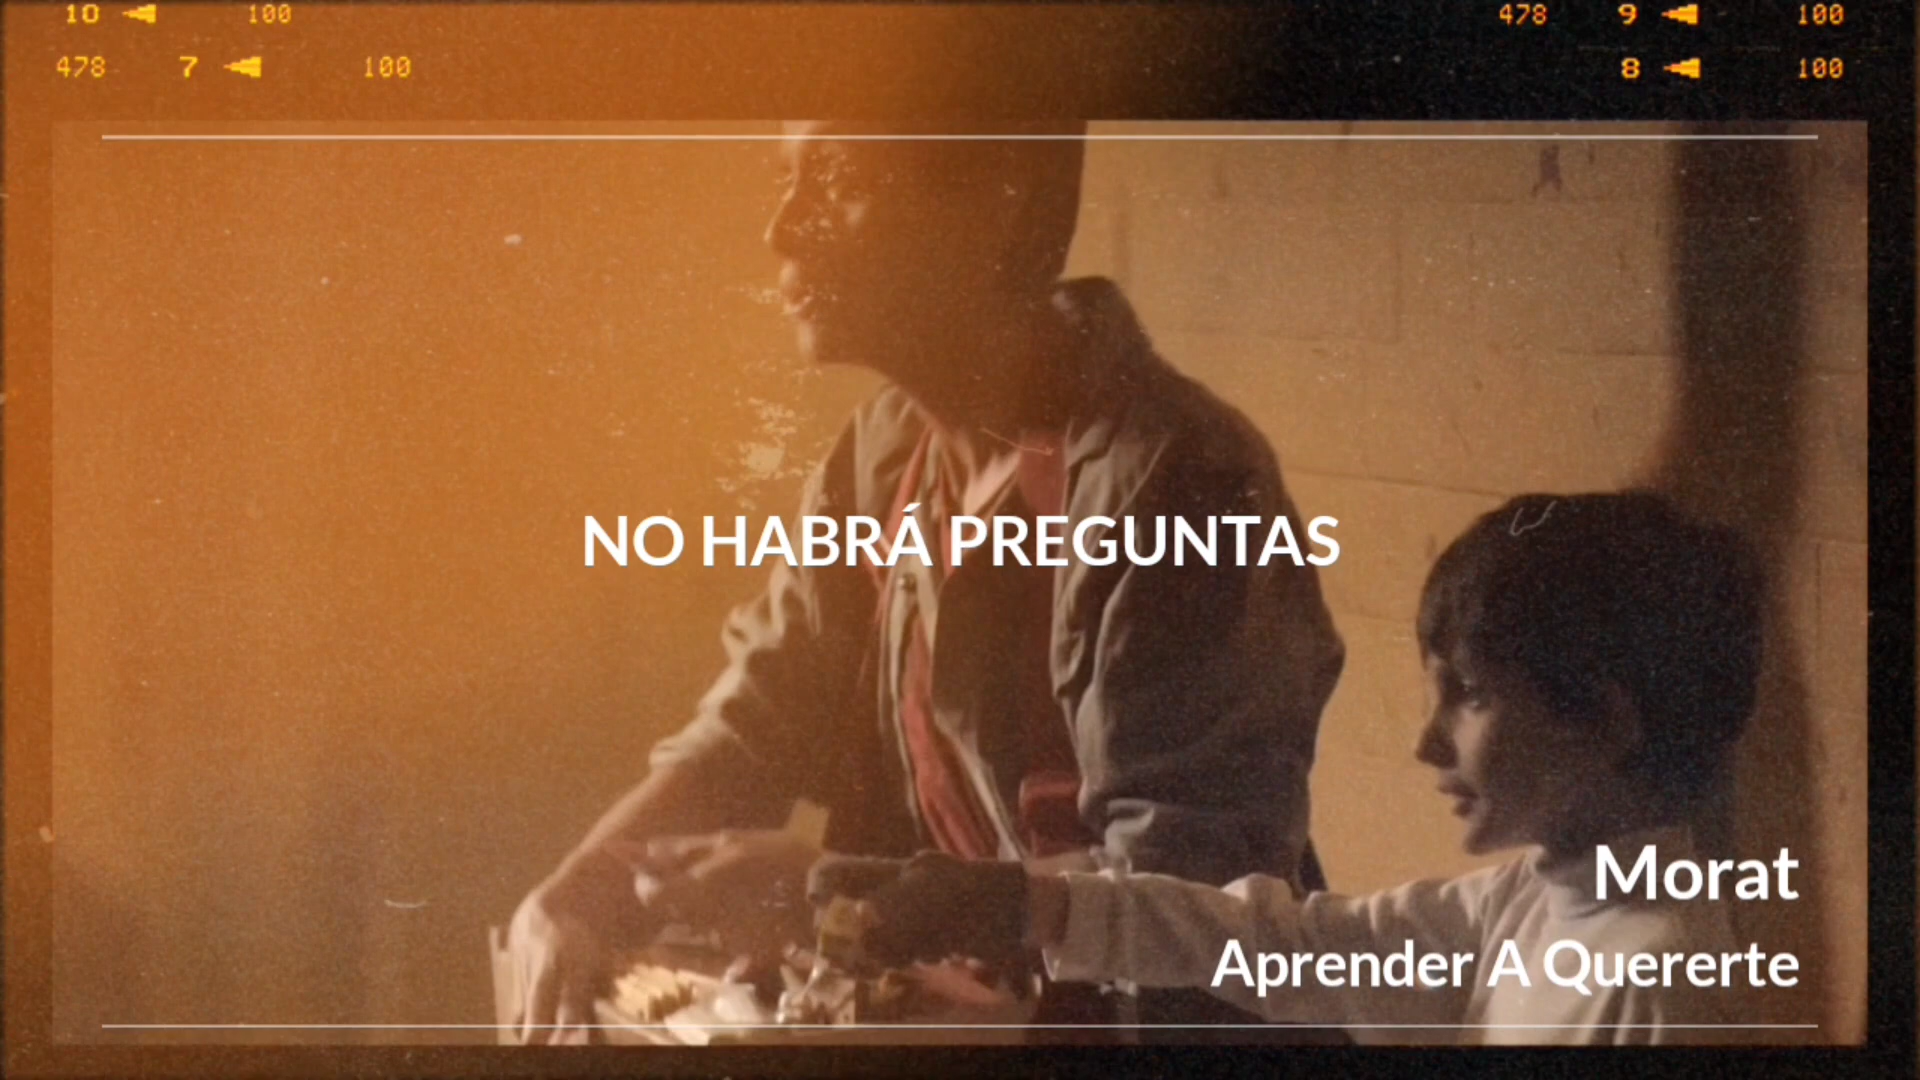 10 100 478 9 100
478 7 100 8 100
NO HABRÁ PREGUNTAS
Morat
Aprender A Quererte